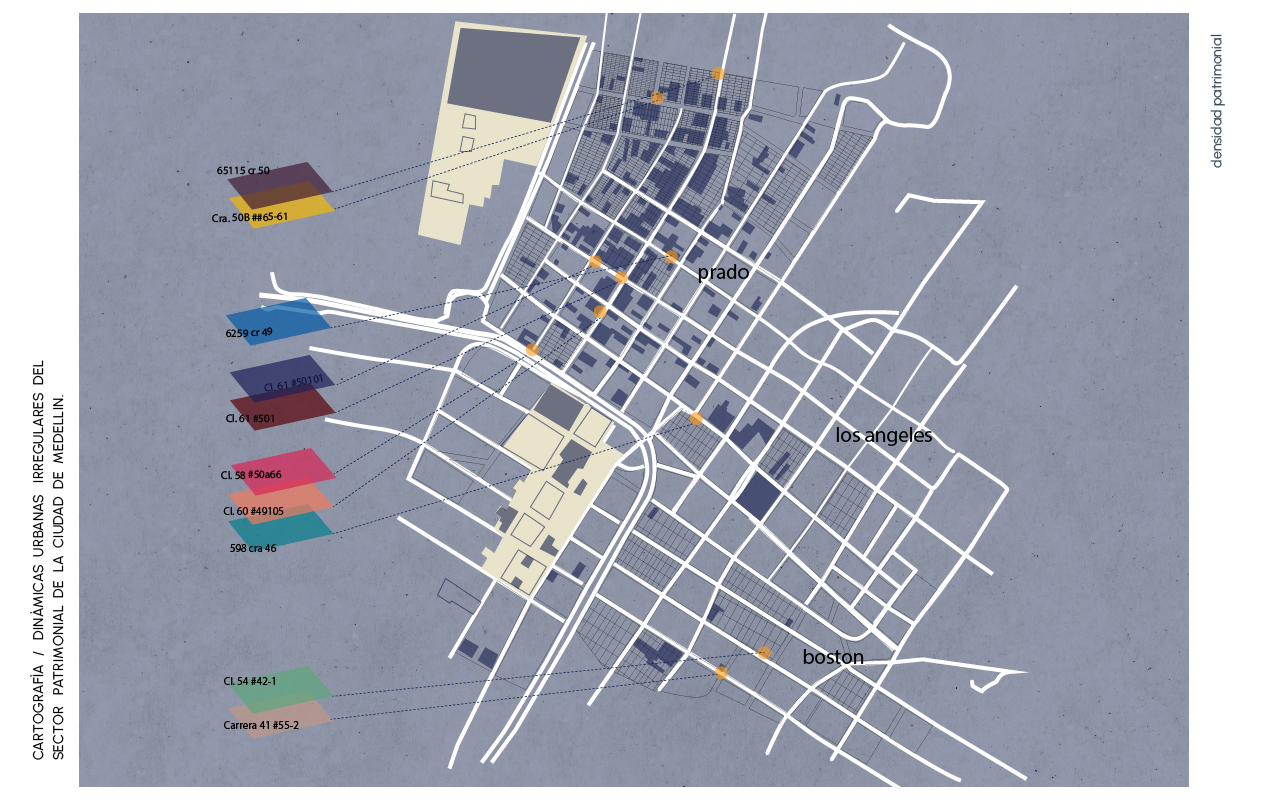 CARTOGRAFÍA / DINÀMICAS URBANAS IRREGULARES DEL
SECTOR PATRIMONIAL DE LA CIUDAD DE MEDELLIN.
densidad patrimonial
65115 cr 50
Cra. 50B ##65-61
6259 cr 49
Cl. 61 #50101
Cl. 61 #501
Cl. 58 #50a66
Cl. 60 #49105
598 cra 46
Cl. 54 #42-1
Carrera 41 #55-2
prado
los angeles
boston